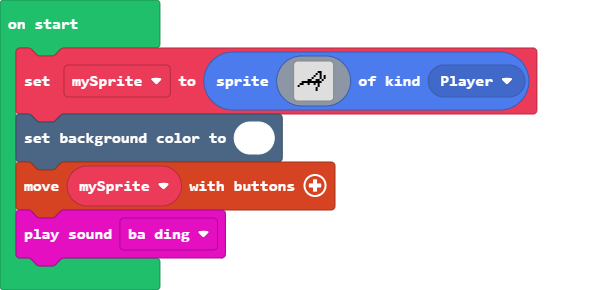 on start
set mySprite to sprite of kind Player
set background color to
move mySprite with buttons
play sound ba ding